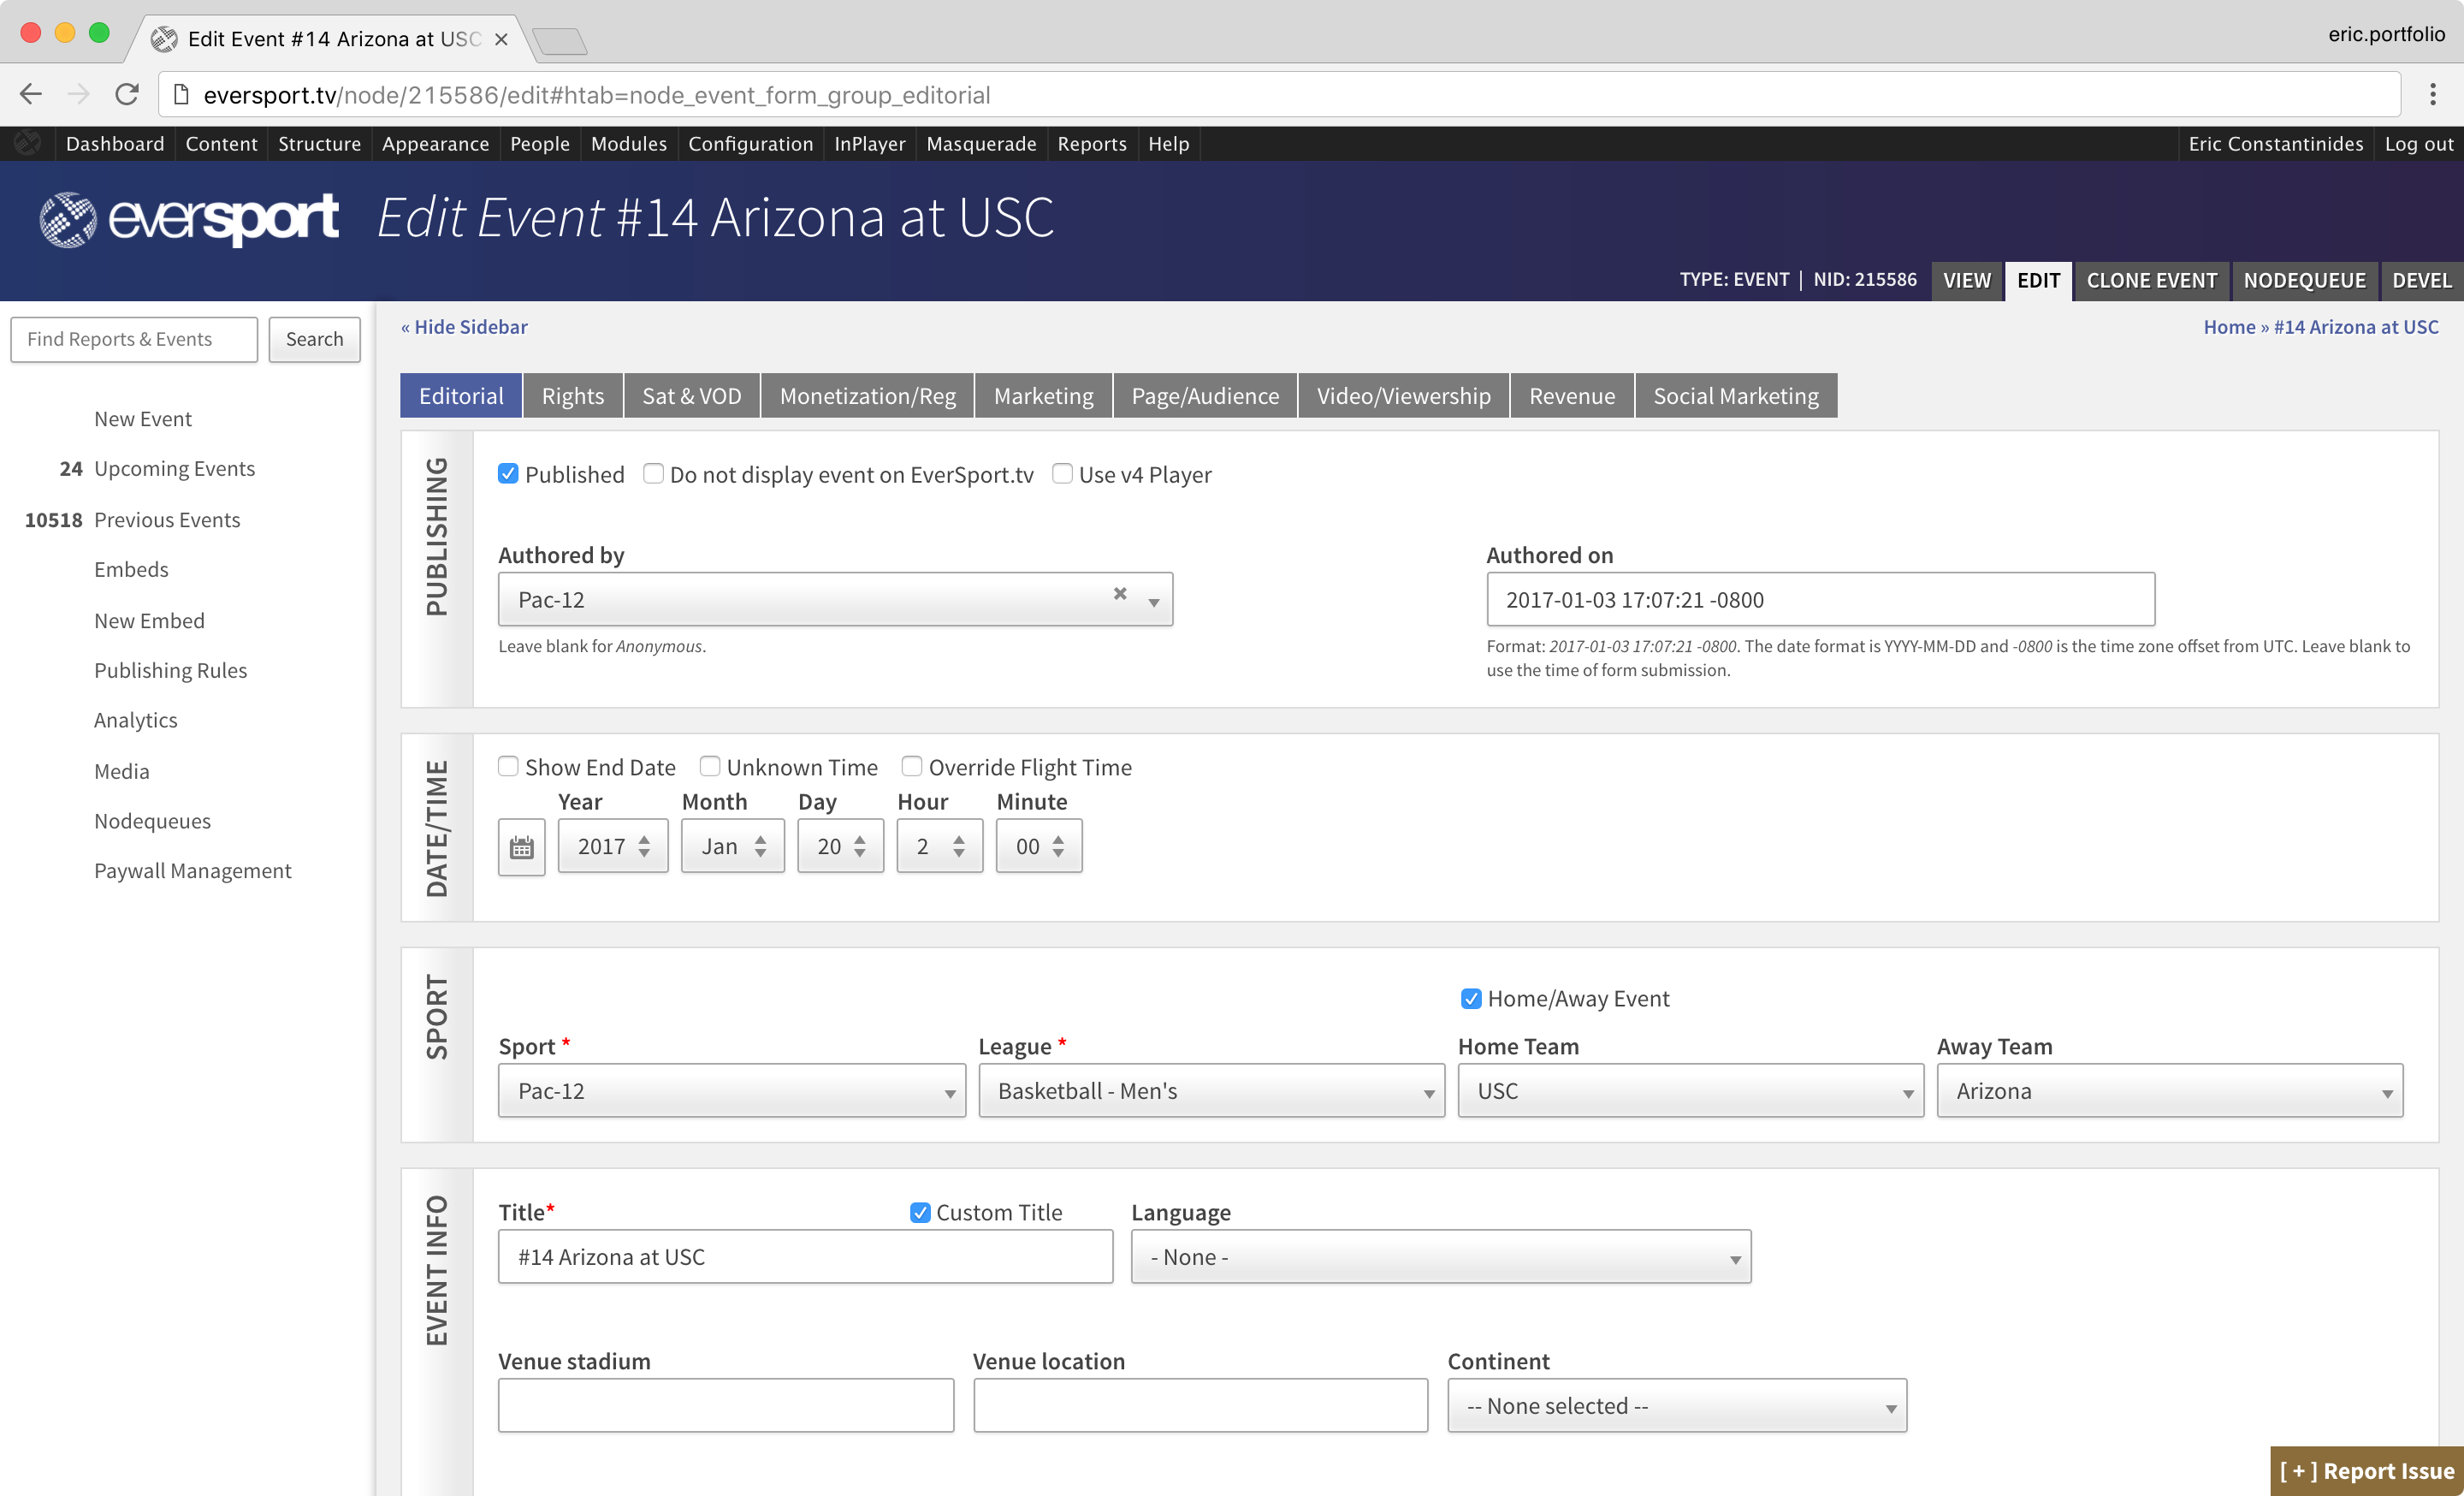 Edit Event #14 Arizona at USC
eric.portfolio
eversport.tv/node/215586/edit#htab=node_event_form_group_editorial
Dashboard Content Structure Appearance People Modules Configuration InPlayer Masquerade Reports Help Eric Constantinides Log out
eversport Edit Event #14 Arizona at USC
TYPE: EVENT | NID: 215586 VIEW EDIT CLONE EVENT NODEQUEUE DEVEL
Find Reports & Events Search
New Event
24 Upcoming Events
10518 Previous Events
Embeds
New Embed
Publishing Rules
Analytics
Media
Nodequeues
Paywall Management
« Hide Sidebar Home » #14 Arizona at USC
Editorial Rights Sat & VOD Monetization/Reg Marketing Page/Audience Video/Viewership Revenue Social Marketing
PUBLISHING
Published Do not display event on EverSport.tv Use v4 Player
Authored by Authored on
Pac-12 2017-01-03 17:07:21 -0800
Leave blank for Anonymous. Format: 2017-01-03 17:07:21 -0800. The date format is YYYY-MM-DD and -0800 is the time zone offset from UTC. Leave blank to
use the time of form submission.
DATE/TIME
Show End Date Unknown Time Override Flight Time
Year Month Day Hour Minute
2017 Jan 20 2 00
SPORT
Home/Away Event
Sport * League * Home Team Away Team
Pac-12 Basketball - Men's USC Arizona
EVENT INFO
Title* Custom Title Language
#14 Arizona at USC - None -
Venue stadium Venue location Continent
-- None selected --
[ + ] Report Issue